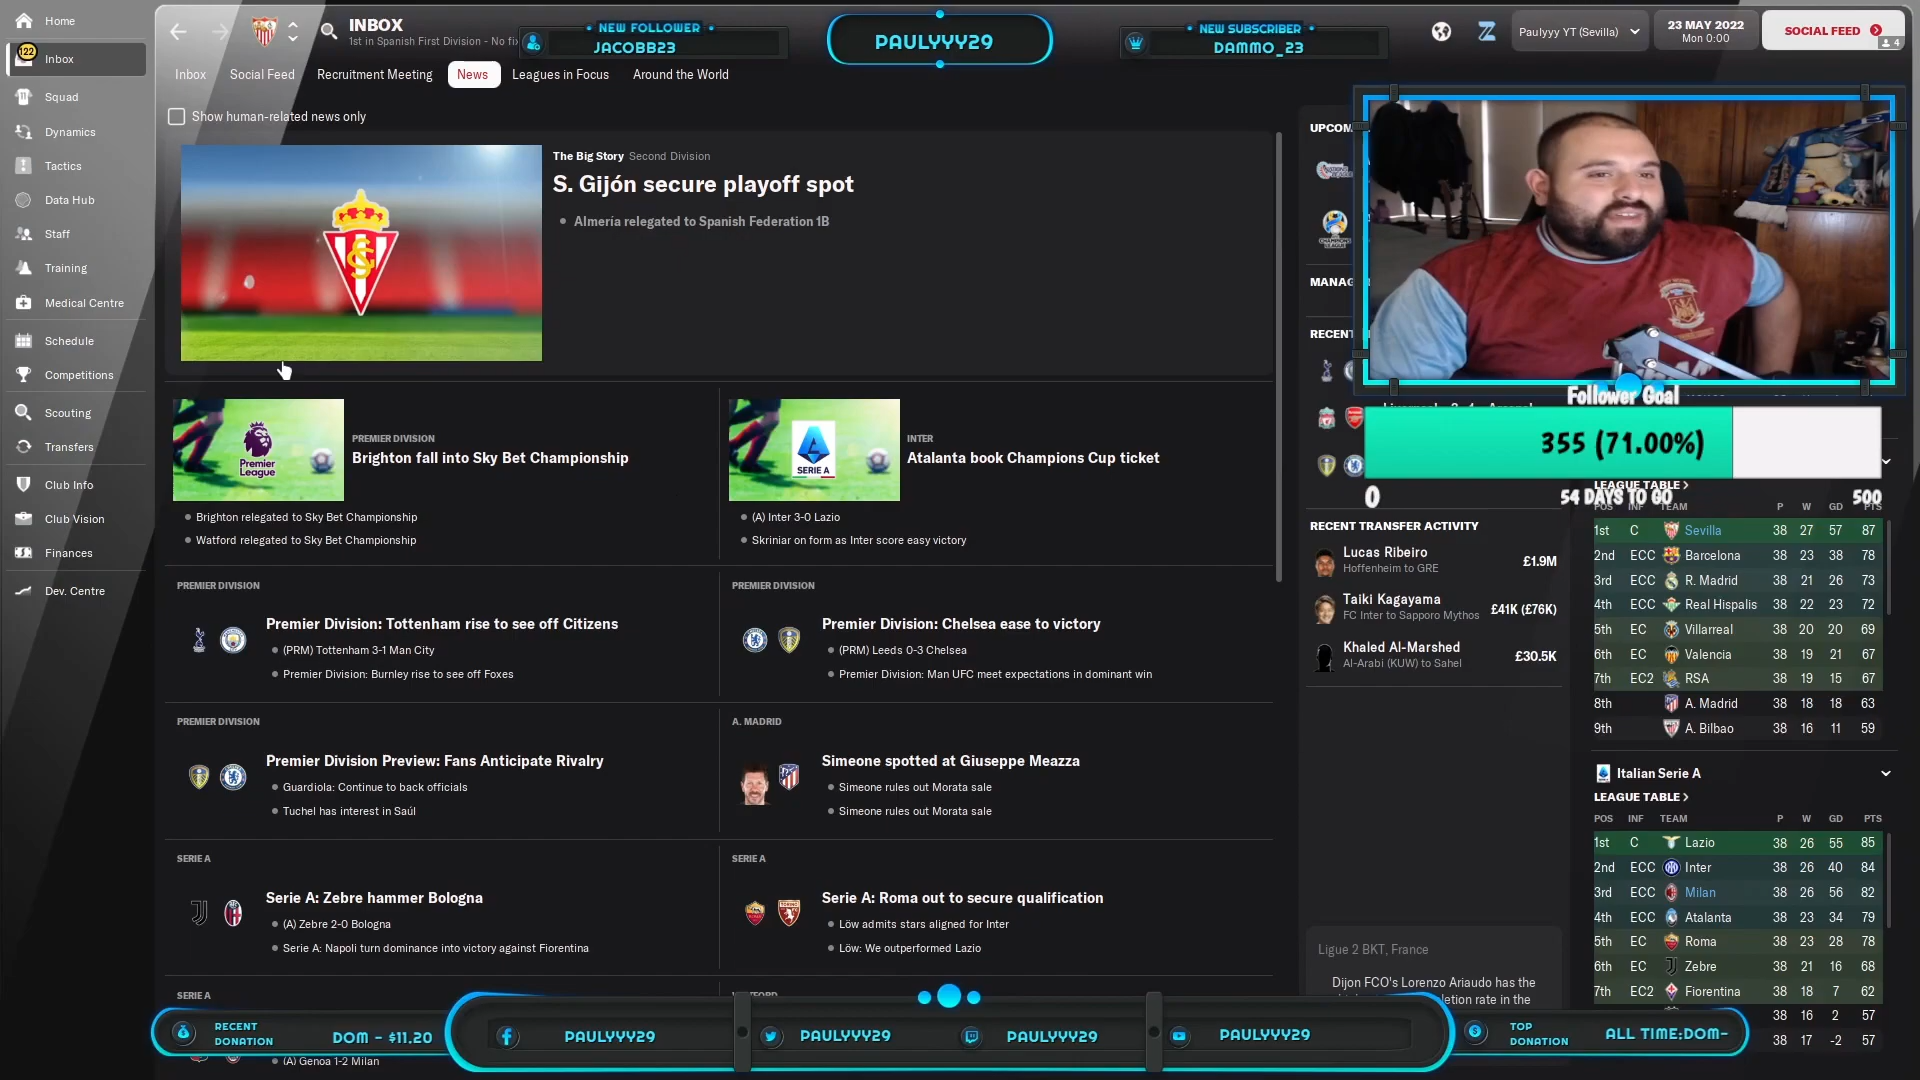 Home
122
Inbox
Squad
Dynamics
Tactics
Data Hub
Staff
Training
Medical Centre
Schedule
Competitions
Scouting
Transfers
Club Info
Club Vision
Finances
Dev. Centre
INBOX
1st in Spanish First Division - No fix
NEW FOLLOWER
JACOBB23
PAULYYY29
NEW SUBSCRIBER
DAMMO_23
Paulyyy YT (Sevilla)
23 MAY 2022
Mon 0:00
SOCIAL FEED
4
Inbox
Social Feed
Recruitment Meeting
News
Leagues in Focus
Around the World
Show human-related news only
The Big Story Second Division
S. Gijón secure playoff spot
Almería relegated to Spanish Federation 1B
Premier League
PREMIER DIVISION
Brighton fall into Sky Bet Championship
Brighton relegated to Sky Bet Championship
Watford relegated to Sky Bet Championship
SERIE A
INTER
Atalanta book Champions Cup ticket
(A) Inter 3-0 Lazio
Skriniar on form as Inter score easy victory
PREMIER DIVISION
Premier Division: Tottenham rise to see off Citizens
(PRM) Tottenham 3-1 Man City
Premier Division: Burnley rise to see off Foxes
PREMIER DIVISION
Premier Division: Chelsea ease to victory
(PRM) Leeds 0-3 Chelsea
Premier Division: Man UFC meet expectations in dominant win
PREMIER DIVISION
Premier Division Preview: Fans Anticipate Rivalry
Guardiola: Continue to back officials
Tuchel has interest in Saúl
A. MADRID
Simeone spotted at Giuseppe Meazza
Simeone rules out Morata sale
Simeone rules out Morata sale
SERIE A
Serie A: Zebre hammer Bologna
(A) Zebre 2-0 Bologna
Serie A: Napoli turn dominance into victory against Fiorentina
SERIE A
Serie A: Roma out to secure qualification
Löw admits stars aligned for Inter
Löw: We outperformed Lazio
SERIE A
(A) Genoa 1-2 Milan
UPCOM
MANAG
RECENT
Follower Goal
355 (71.00%)
0
54 DAYS TO GO
500
RECENT TRANSFER ACTIVITY
Lucas Ribeiro
Hoffenheim to GRE
£1.9M
Taiki Kagayama
FC Inter to Sapporo Mythos
£41K (£76K)
Khaled Al-Marshed
Al-Arabi (KUW) to Sahel
£30.5K
Ligue 2 BKT, France
Dijon FCO's Lorenzo Ariaudo has the
letion rate in the
LEAGUE TABLE >
POS INF TEAM P W GD PTS
1st C Sevilla 38 27 57 87
2nd ECC Barcelona 38 23 38 78
3rd ECC R. Madrid 38 21 26 73
4th ECC Real Hispalis 38 22 23 72
5th EC Villarreal 38 20 20 69
6th EC Valencia 38 19 21 67
7th EC2 RSA 38 19 15 67
8th A. Madrid 38 18 18 63
9th A. Bilbao 38 16 11 59
Italian Serie A
LEAGUE TABLE >
POS INF TEAM P W GD PTS
1st C Lazio 38 26 55 85
2nd ECC Inter 38 26 40 84
3rd ECC Milan 38 26 56 82
4th ECC Atalanta 38 23 34 79
5th EC Roma 38 23 28 78
6th EC Zebre 38 21 16 68
7th EC2 Fiorentina 38 18 7 62
38 16 2 57
38 17 -2 57
RECENT DONATION
DOM - $11.20
PAULYYY29
PAULYYY29
PAULYYY29
PAULYYY29
TOP DONATION
ALL TIME:DOM-